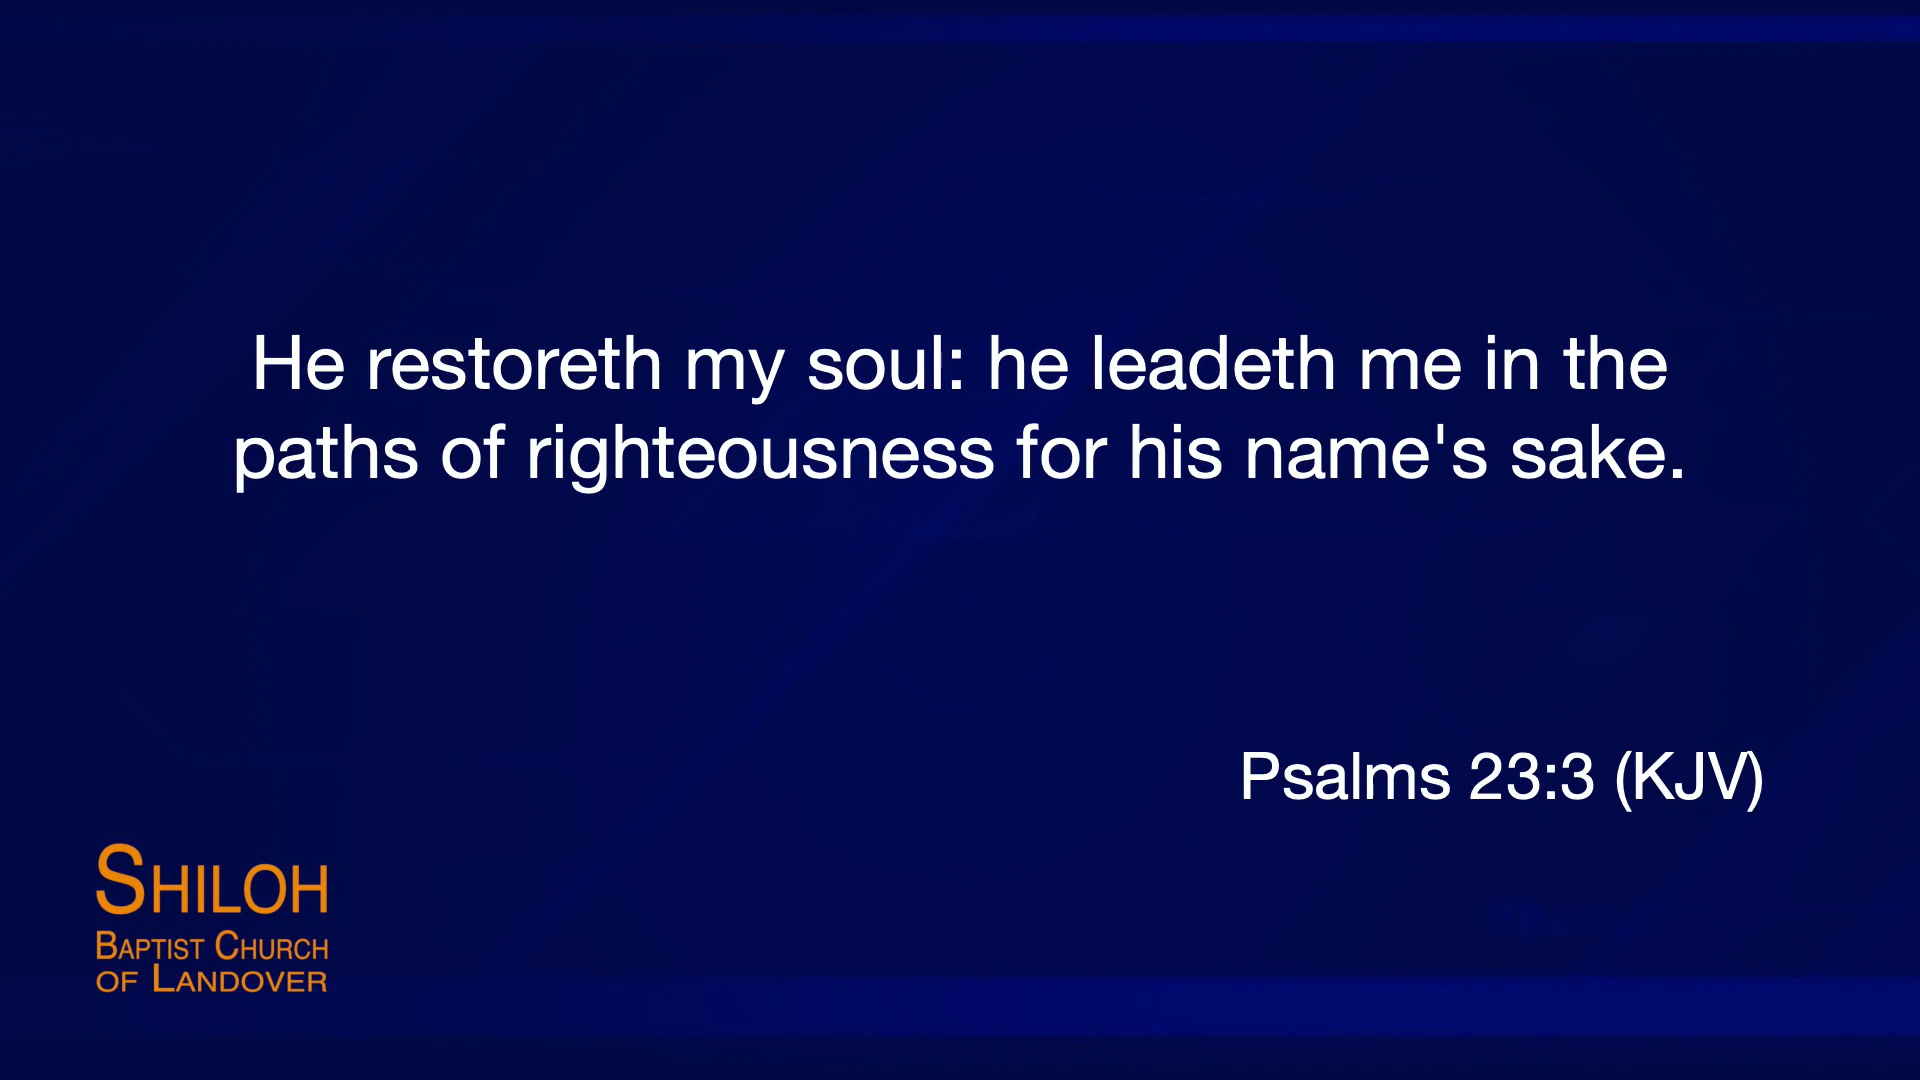 He restoreth my soul: he leadeth me in the
paths of righteousness for his name's sake.
Psalms 23:3 (KJV)
SHILOH
BAPTIST CHURCH
OF LANDOVER